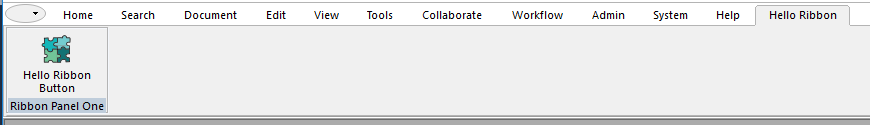 Home Search Document Edit View Tools Collaborate Workflow Admin System Help Hello Ribbon
Hello Ribbon
Button
Ribbon Panel One